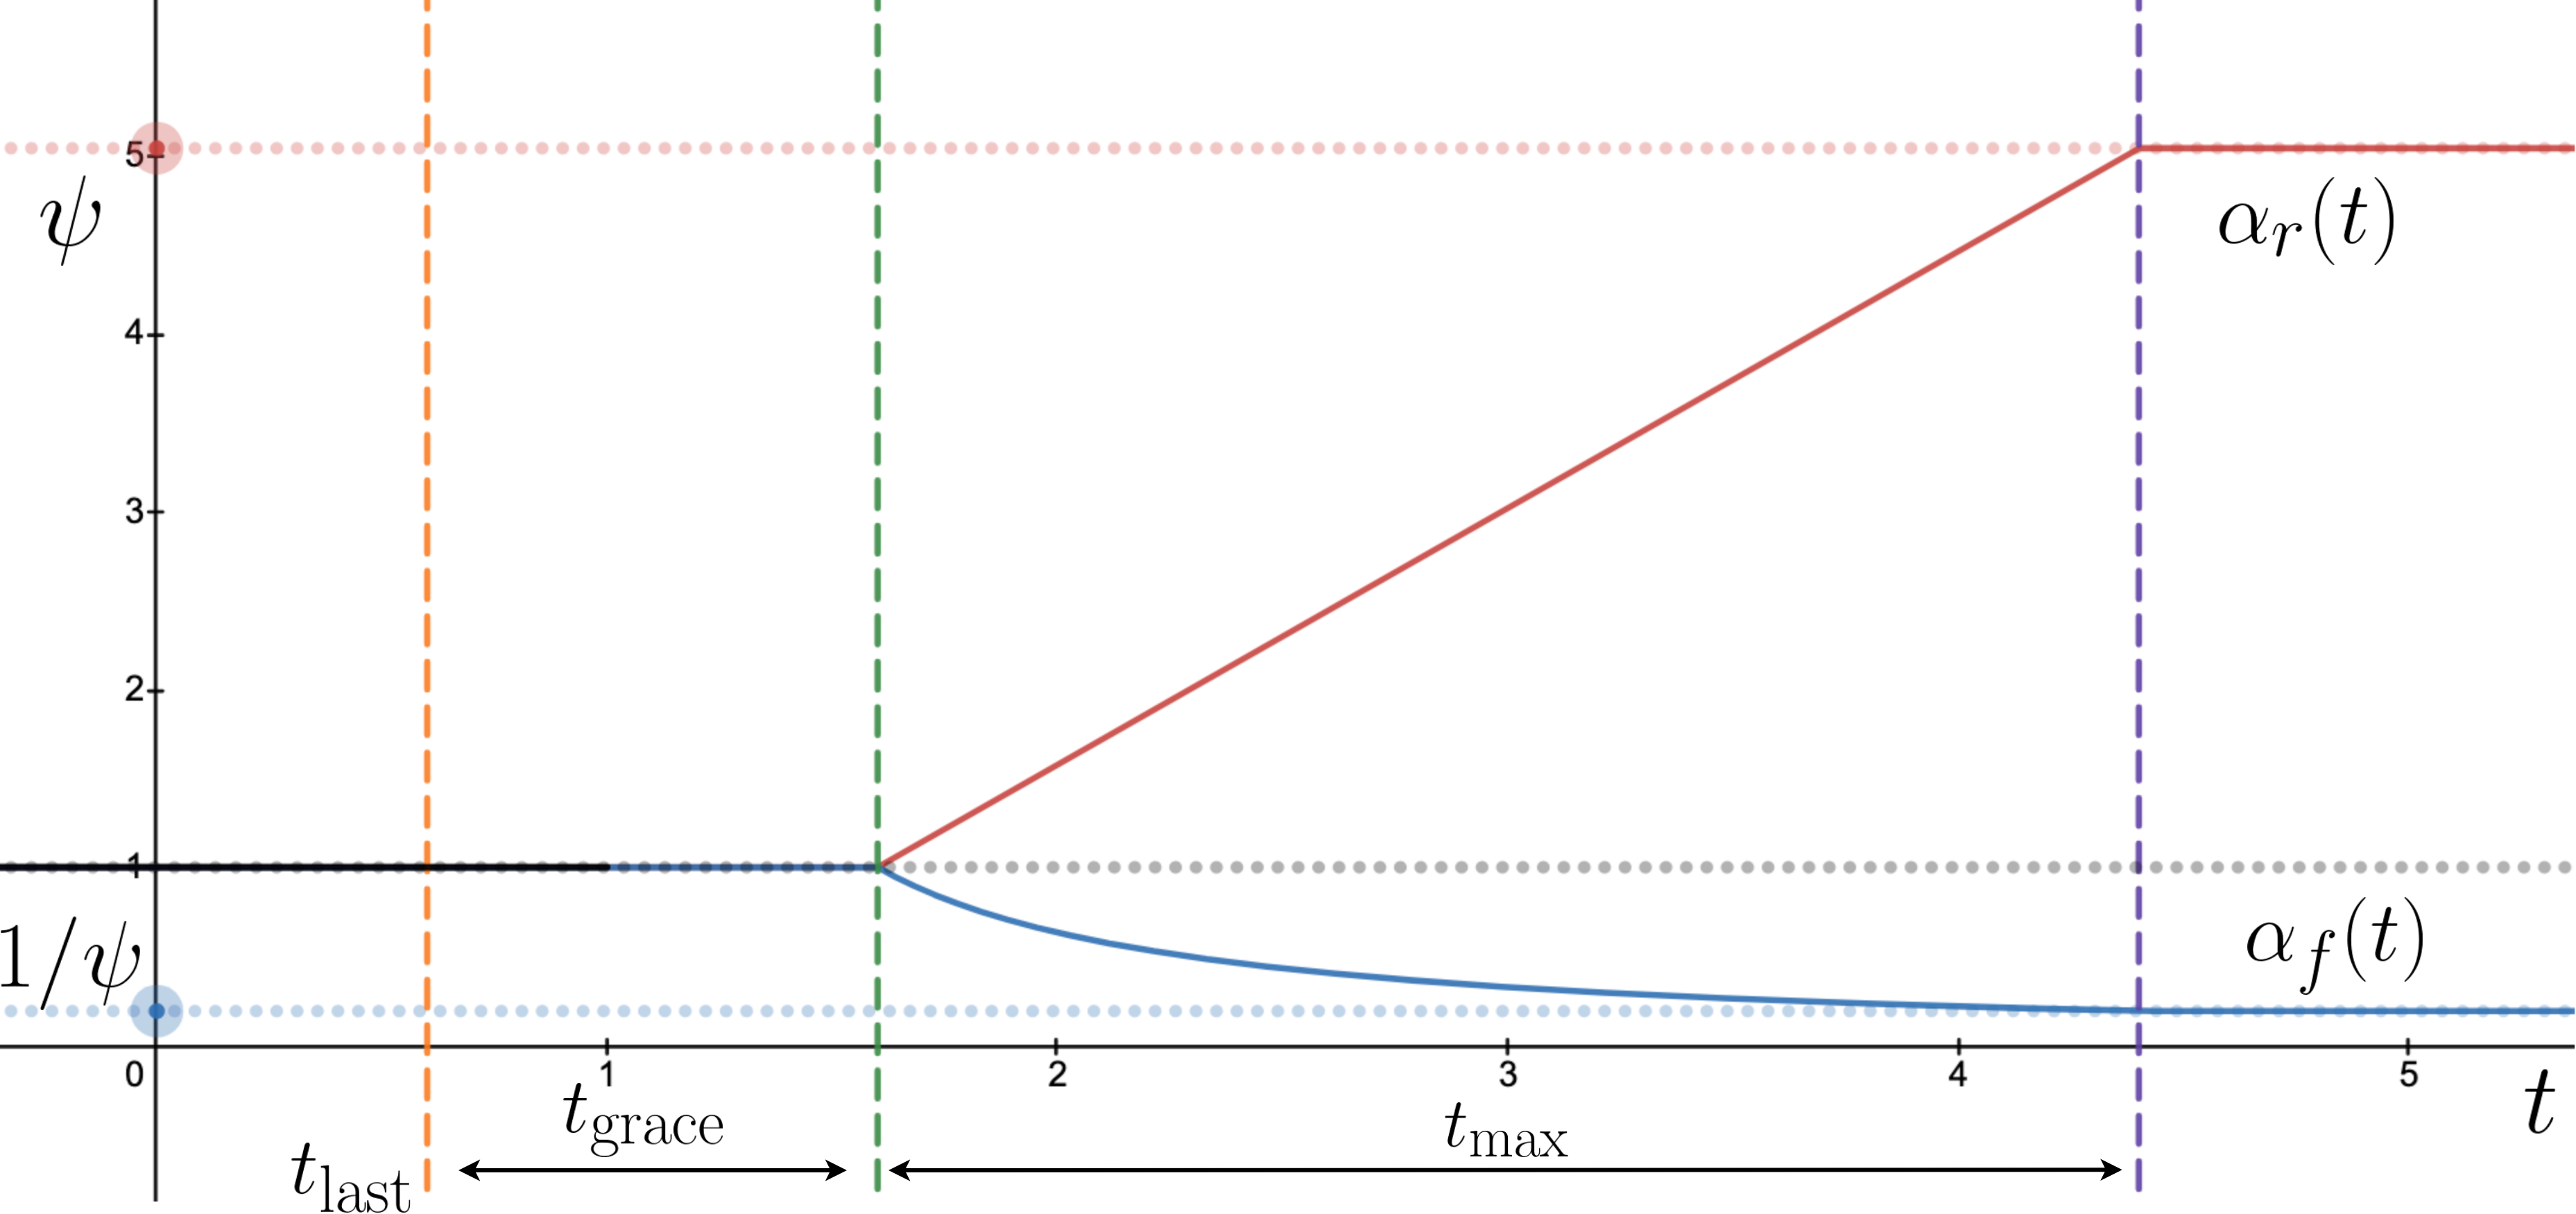 5
ψ
α_r(t)
4
3
2
1
1/ψ
α_f(t)
0 1 2 3 4 5
t
t_grace
t_max
t_last